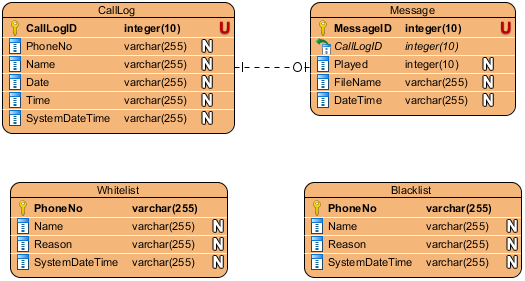 CallLog
CallLogID integer(10) U
PhoneNo varchar(255) N
Name varchar(255) N
Date varchar(255) N
Time varchar(255) N
SystemDateTime varchar(255) N
Message
MessageID integer(10) U
CallLogID integer(10)
Played integer(10) N
FileName varchar(255) N
DateTime varchar(255) N
Whitelist
PhoneNo varchar(255)
Name varchar(255) N
Reason varchar(255) N
SystemDateTime varchar(255) N
Blacklist
PhoneNo varchar(255)
Name varchar(255) N
Reason varchar(255) N
SystemDateTime varchar(255) N